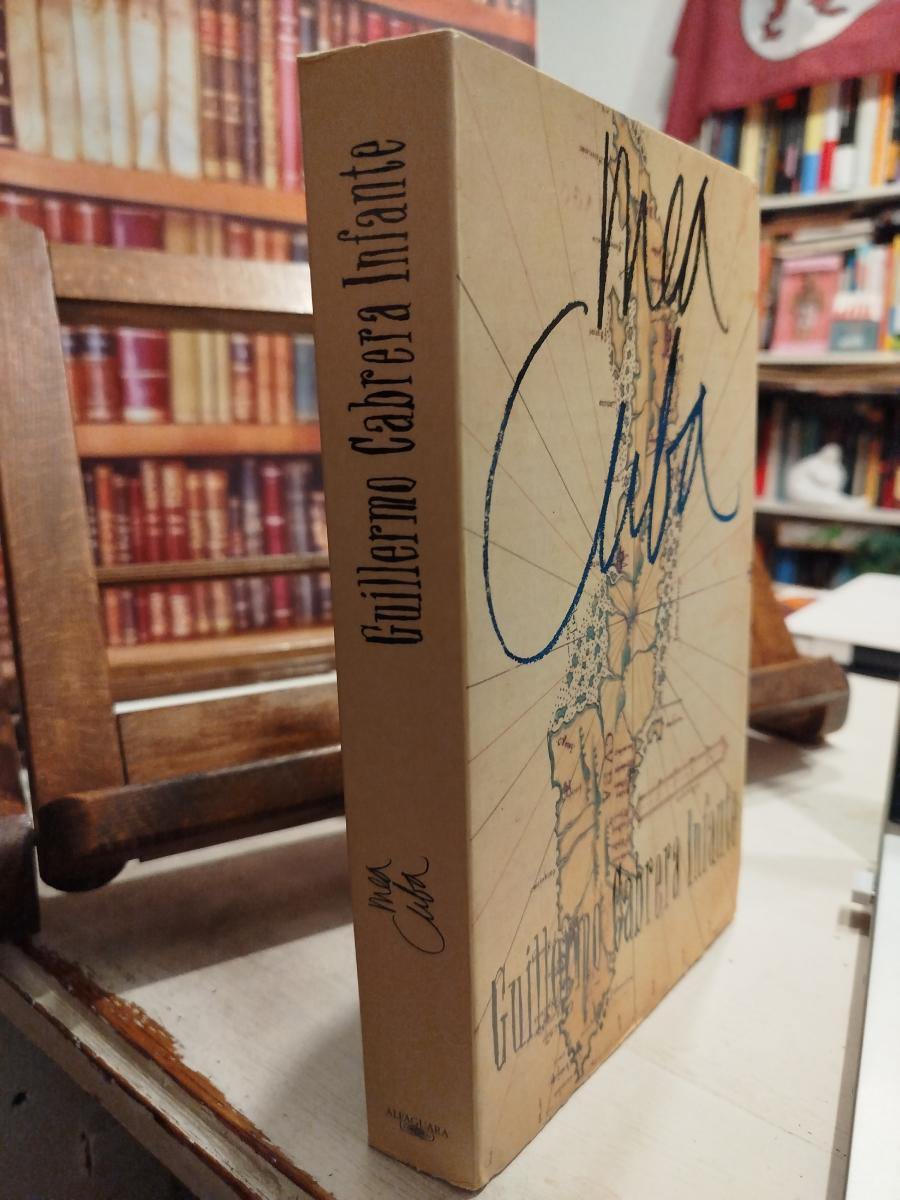 Guillermo Cabrera Infante
mea
Cuba
ALFAGUARA
mea
Cuba
Guillermo Cabrera Infante